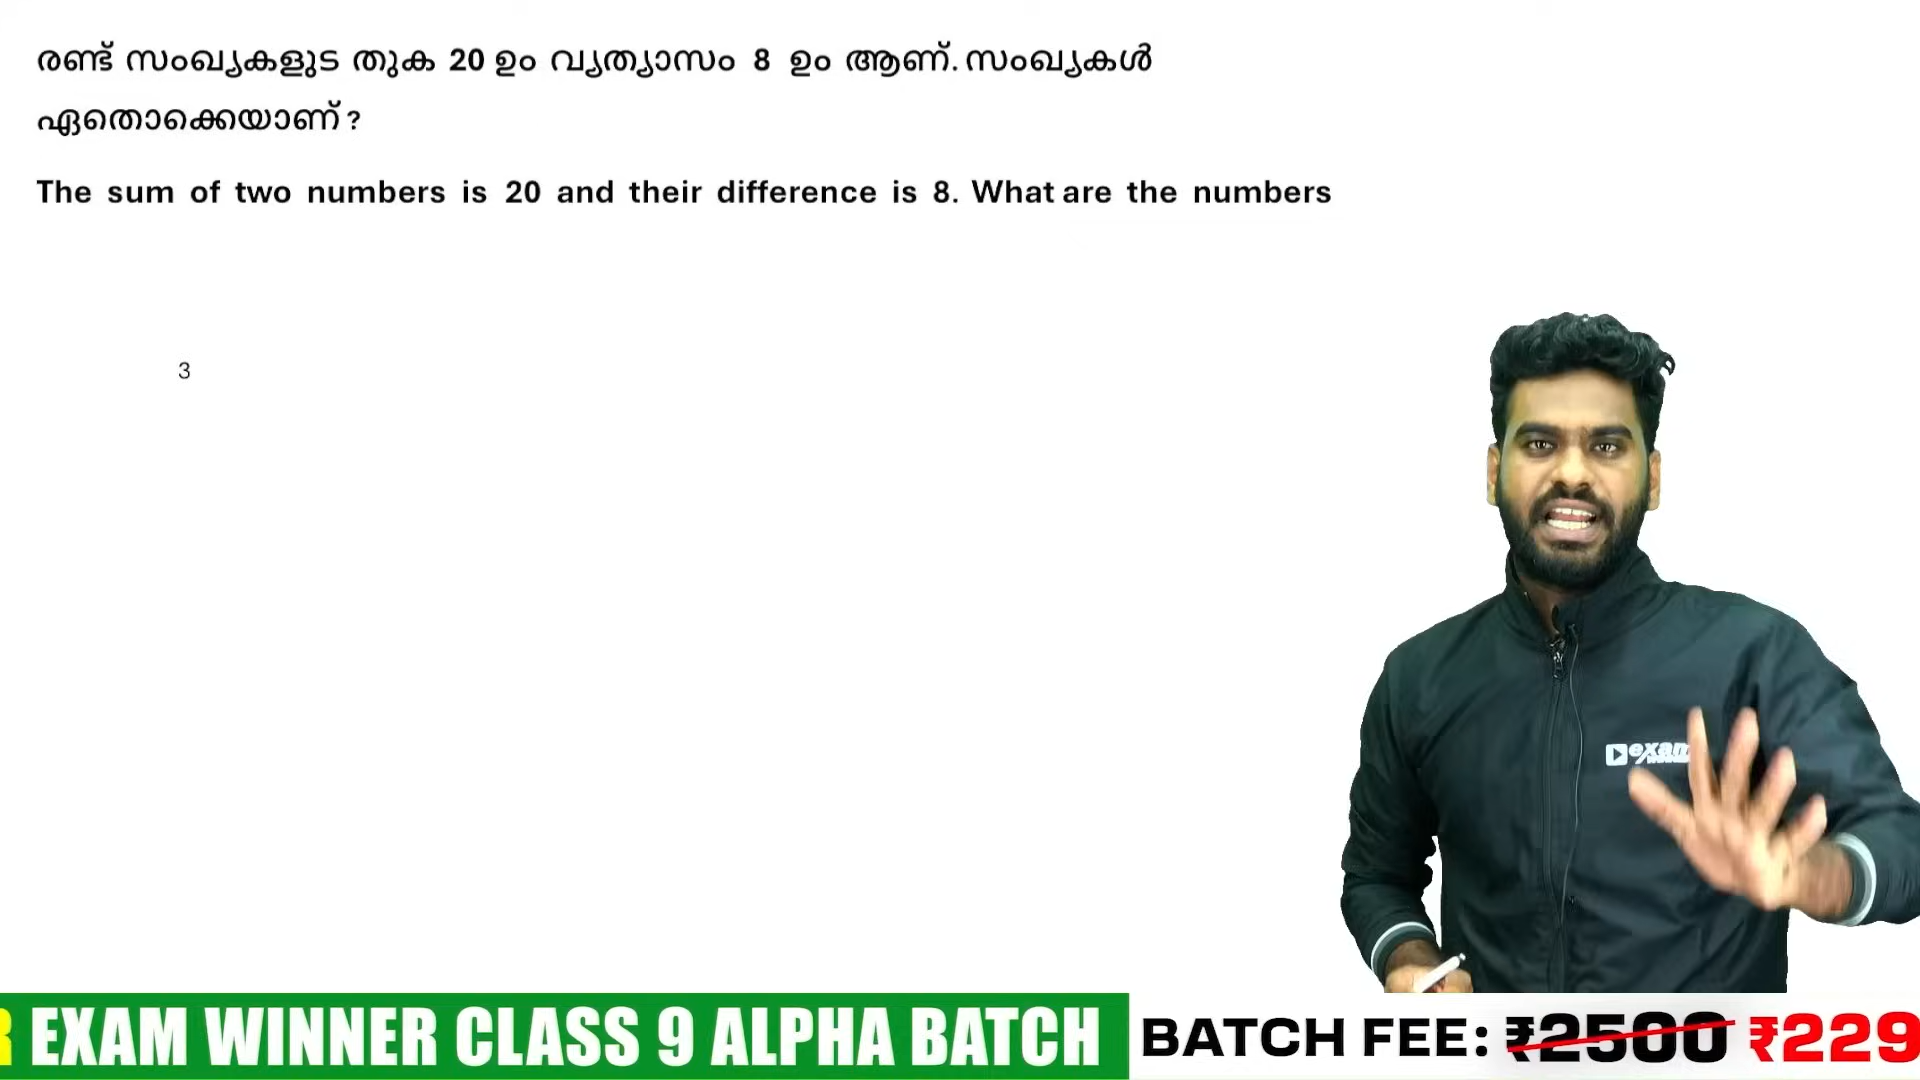 രണ്ട് സംഖ്യകളുട തുക 20 ഉം വ്യത്യാസം 8 ഉം ആണ്. സംഖ്യകൾ
ഏതൊക്കെയാണ് ?
The sum of two numbers is 20 and their difference is 8. What are the numbers
3
exam
EXAM WINNER CLASS 9 ALPHA BATCH
BATCH FEE: ₹2500 ₹229